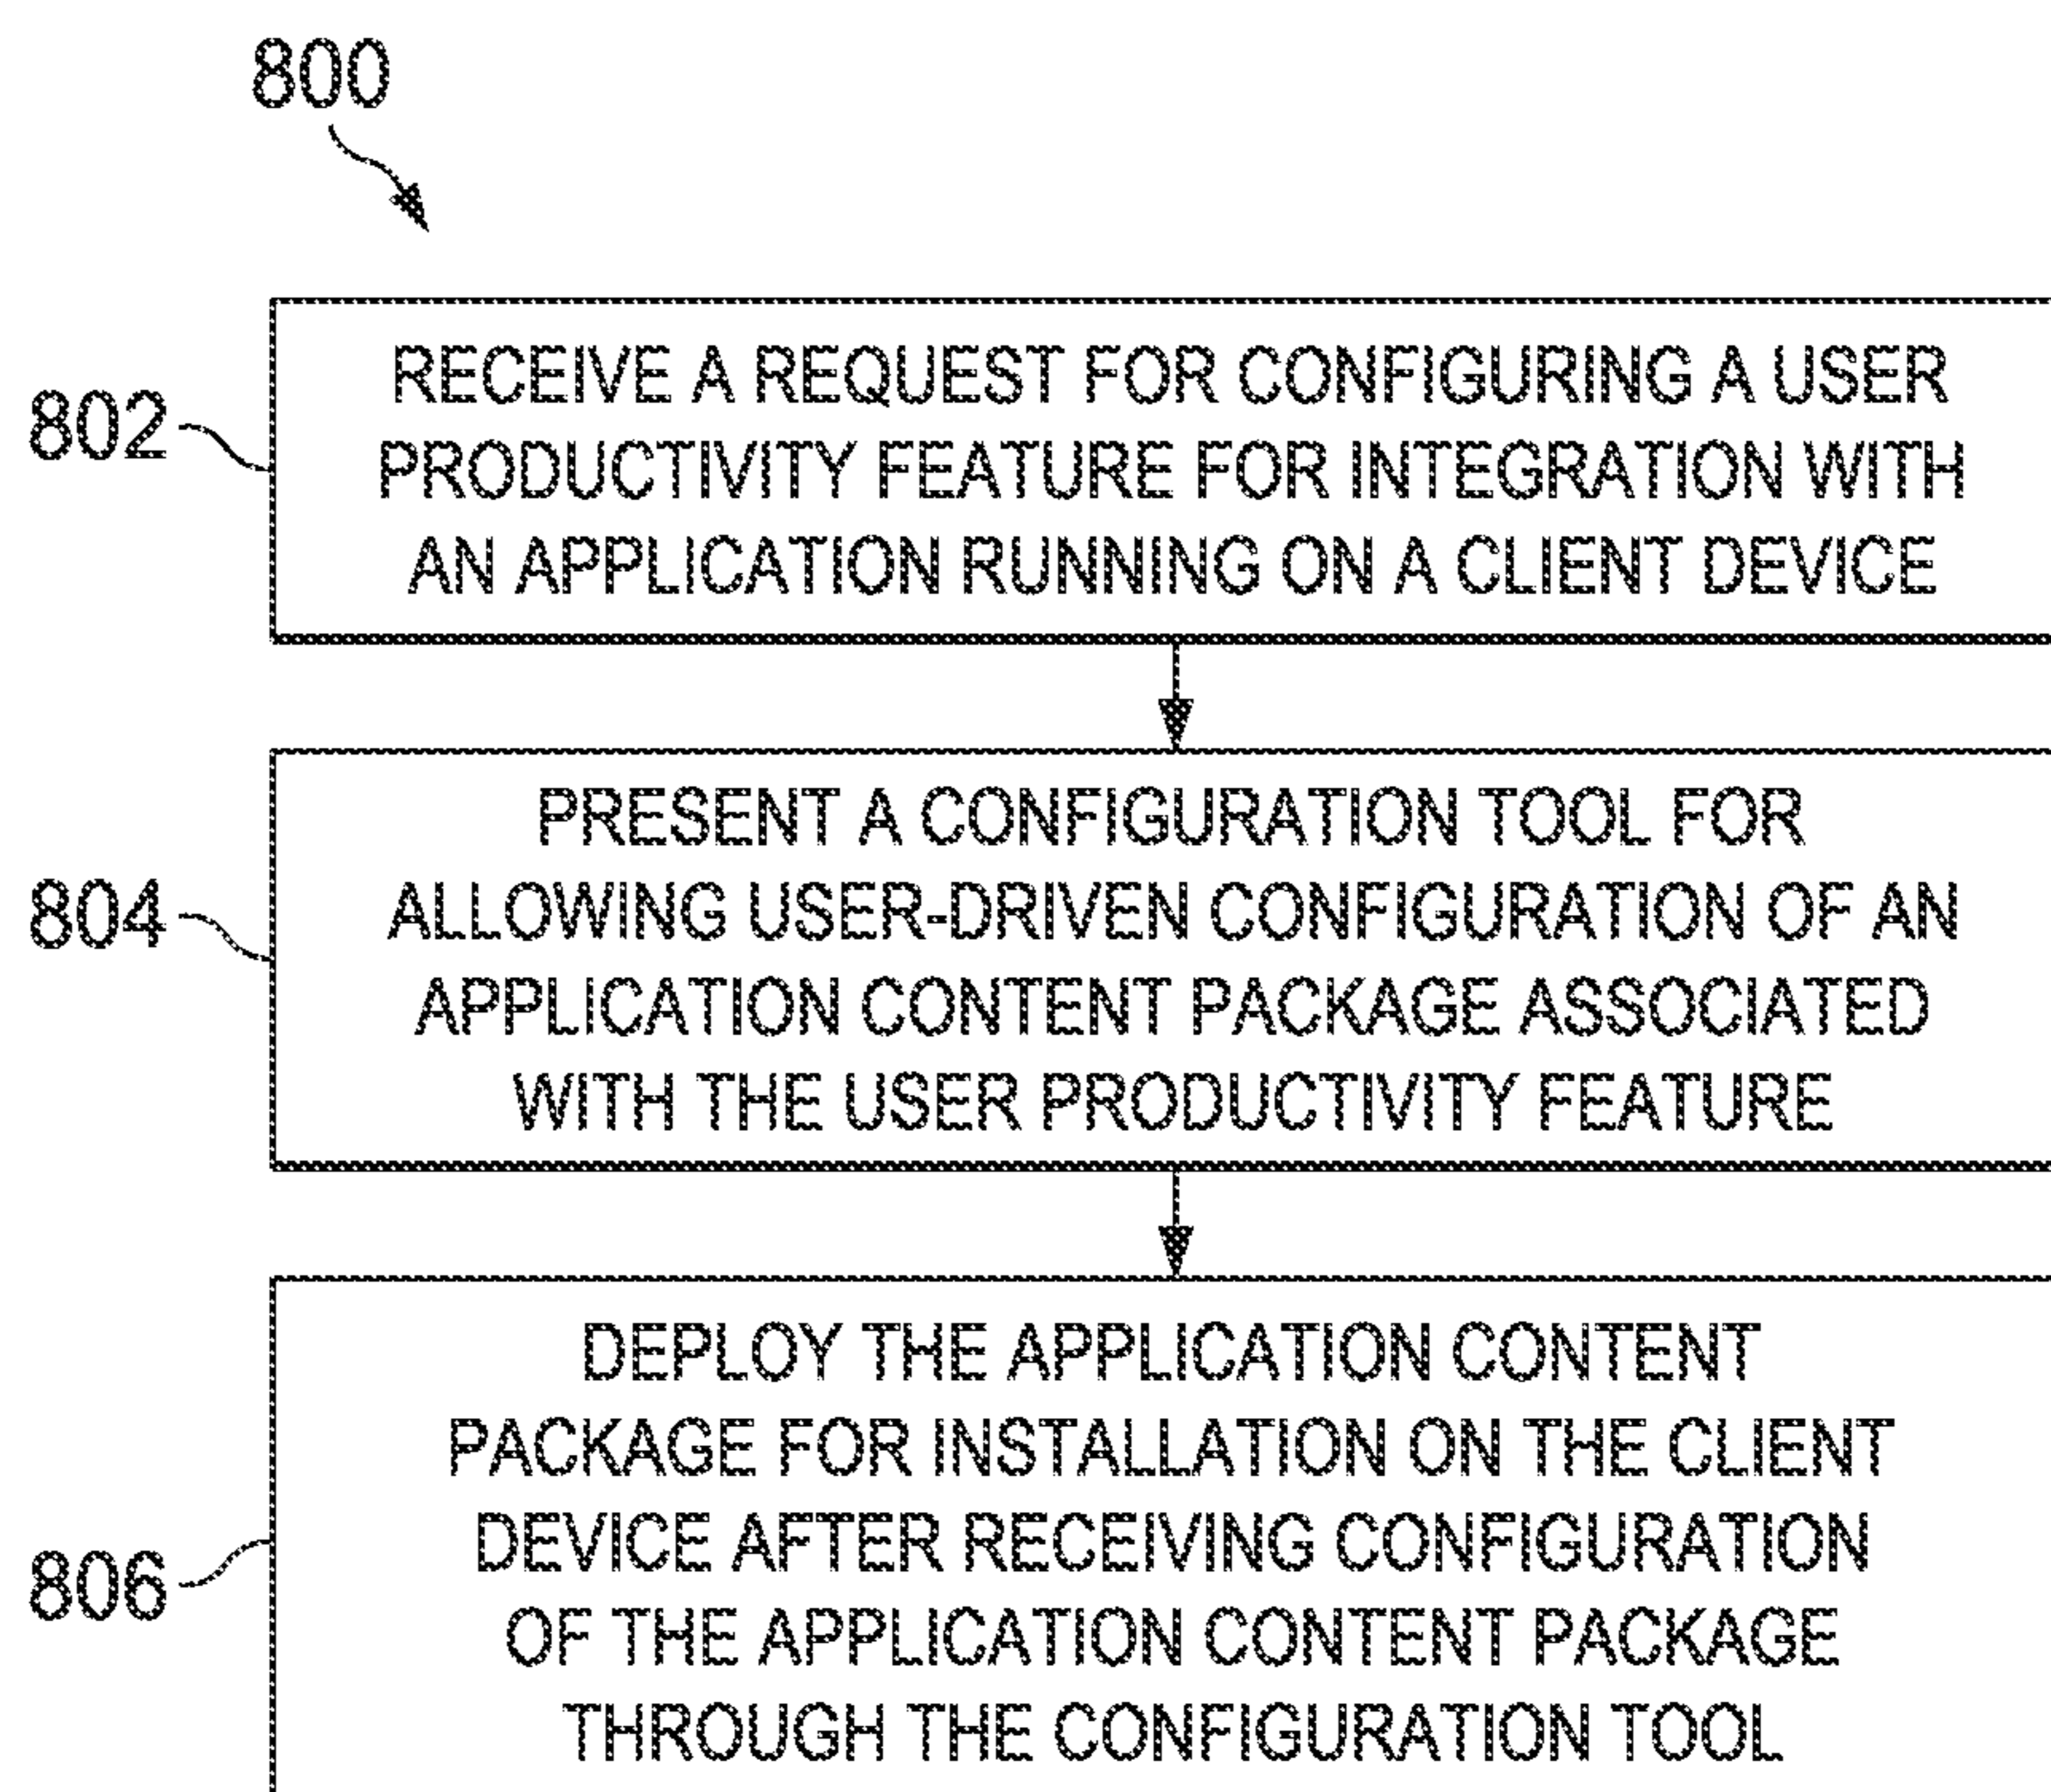 800
802
RECEIVE A REQUEST FOR CONFIGURING A USER
PRODUCTIVITY FEATURE FOR INTEGRATION WITH
AN APPLICATION RUNNING ON A CLIENT DEVICE
804
PRESENT A CONFIGURATION TOOL FOR
ALLOWING USER-DRIVEN CONFIGURATION OF AN
APPLICATION CONTENT PACKAGE ASSOCIATED
WITH THE USER PRODUCTIVITY FEATURE
806
DEPLOY THE APPLICATION CONTENT
PACKAGE FOR INSTALLATION ON THE CLIENT
DEVICE AFTER RECEIVING CONFIGURATION
OF THE APPLICATION CONTENT PACKAGE
THROUGH THE CONFIGURATION TOOL